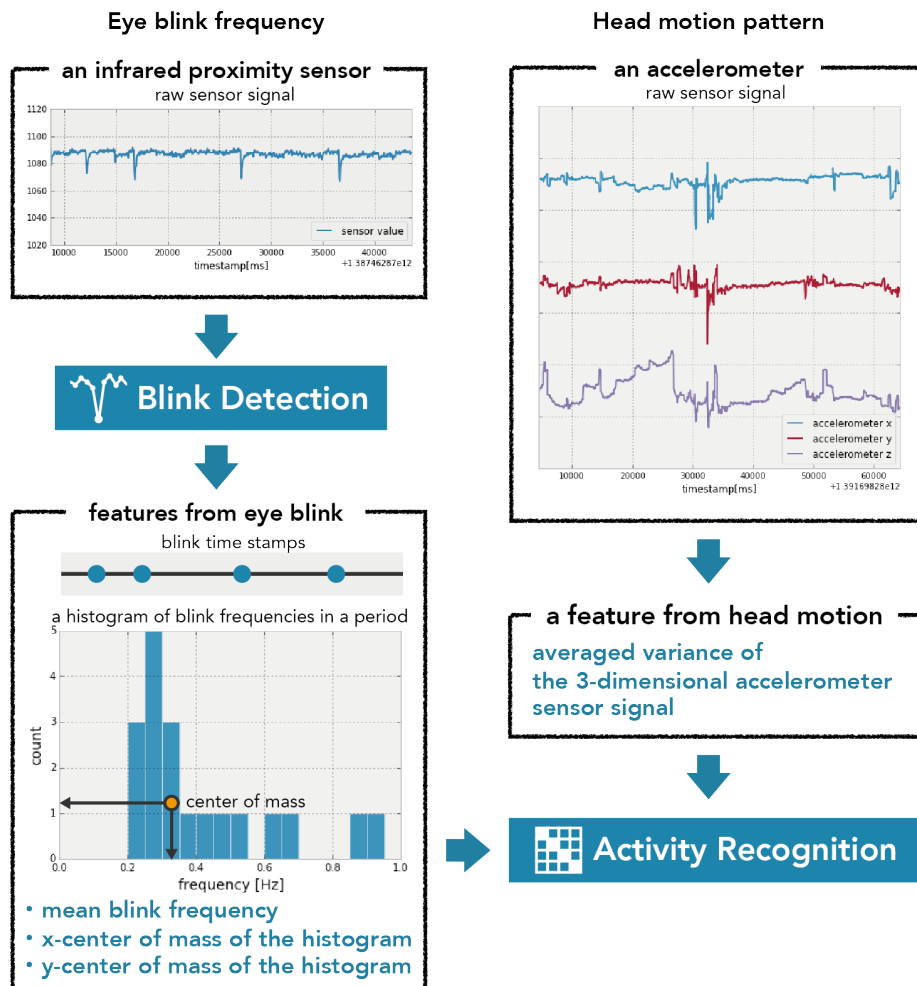 Eye blink frequency
an infrared proximity sensor
raw sensor signal
1120
1100
1080
1060
1040
1020
sensor value
10000 15000 20000 25000 30000 35000 40000
timestamp[ms]
+1.38746287e12
Blink Detection
features from eye blink
blink time stamps
a histogram of blink frequencies in a period
5
4
3
2
1
0
count
center of mass
0.0 0.2 0.4 0.6 0.8 1.0
frequency [Hz]
• mean blink frequency
• x-center of mass of the histogram
• y-center of mass of the histogram
Head motion pattern
an accelerometer
raw sensor signal
accelerometer x
accelerometer y
accelerometer z
10000 20000 30000 40000 50000 60000
timestamp[ms]
+1.39169828e12
a feature from head motion
averaged variance of
the 3-dimensional accelerometer
sensor signal
Activity Recognition